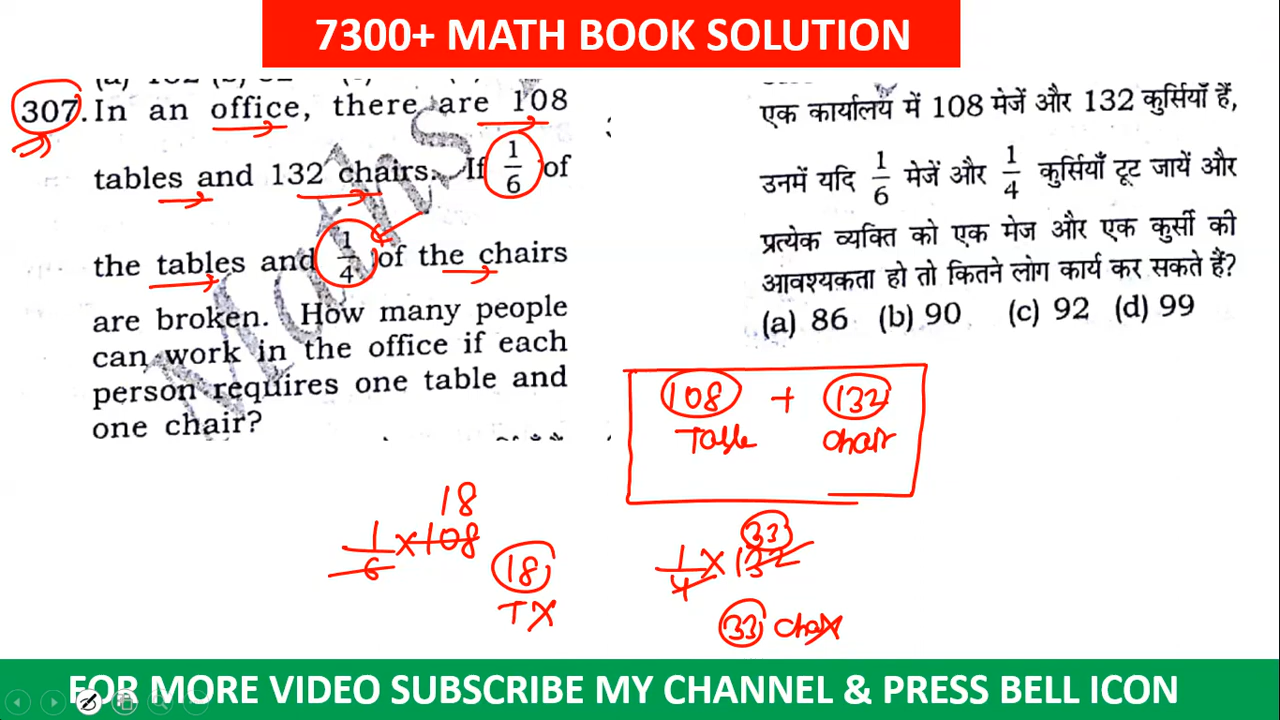 7300+ MATH BOOK SOLUTION
307. In an office, there are 108
tables and 132 chairs. If 1/6 of
the tables and 1/4 of the chairs
are broken. How many people
can work in the office if each
person requires one table and
one chair?
Maths
एक कार्यालय में 108 मेजें और 132 कुर्सियाँ हैं,
उनमें यदि 1/6 मेजें और 1/4 कुर्सियाँ टूट जायें और
प्रत्येक व्यक्ति को एक मेज और एक कुर्सी की
आवश्यकता हो तो कितने लोग कार्य कर सकते हैं?
(a) 86 (b) 90 (c) 92 (d) 99
108 + 132
Table chair
18
1/6 × 108
18
T X
33
1/4 × 132
33 chair
FOR MORE VIDEO SUBSCRIBE MY CHANNEL & PRESS BELL ICON